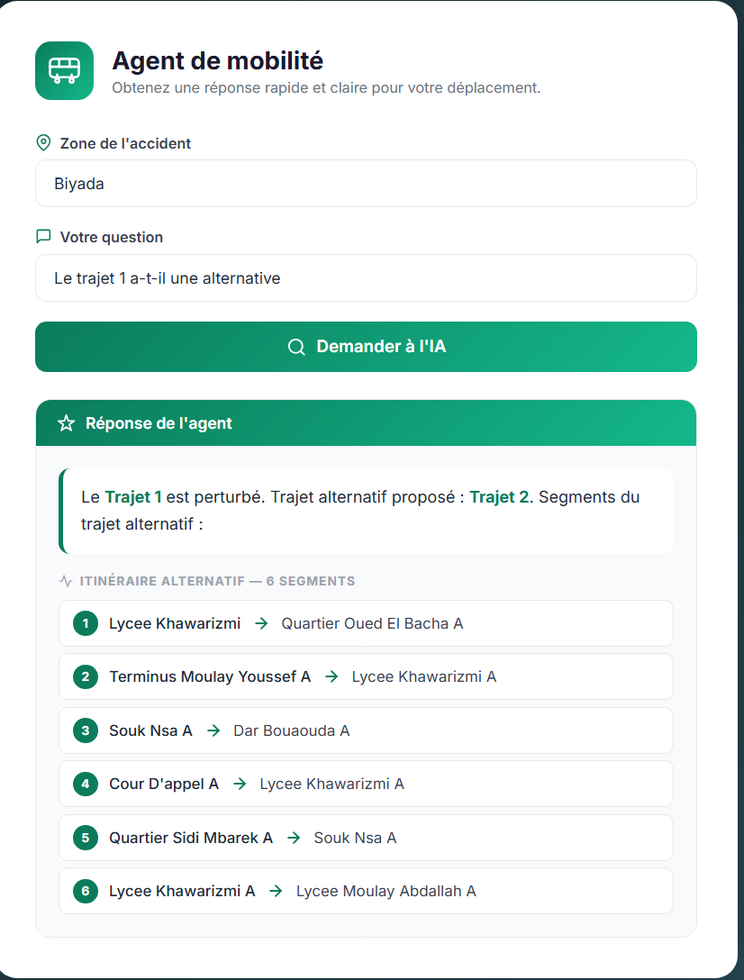 Agent de mobilité
Obtenez une réponse rapide et claire pour votre déplacement.
Zone de l'accident
Biyada
Votre question
Le trajet 1 a-t-il une alternative
Demander à l'IA
Réponse de l'agent
Le Trajet 1 est perturbé. Trajet alternatif proposé : Trajet 2. Segments du
trajet alternatif :
ITINÉRAIRE ALTERNATIF — 6 SEGMENTS
1 Lycee Khawarizmi → Quartier Oued El Bacha A
2 Terminus Moulay Youssef A → Lycee Khawarizmi A
3 Souk Nsa A → Dar Bouaouda A
4 Cour D'appel A → Lycee Khawarizmi A
5 Quartier Sidi Mbarek A → Souk Nsa A
6 Lycee Khawarizmi A → Lycee Moulay Abdallah A